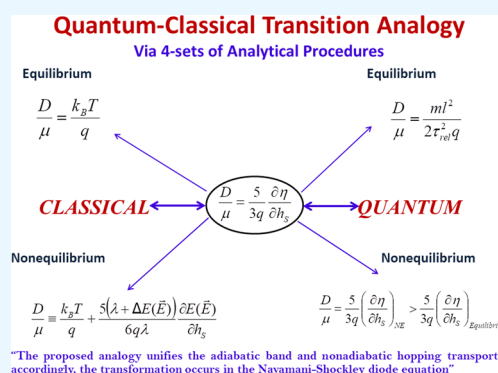 Quantum-Classical Transition Analogy
Via 4-sets of Analytical Procedures
Equilibrium
Equilibrium
D/μ = k_BT/q
D/μ = ml²/2τ²_rel q
CLASSICAL
D/μ = 5/3q ∂η/∂h_S
QUANTUM
Nonequilibrium
Nonequilibrium
D/μ ≡ k_BT/q + 5(λ + ΔE(E⃗))/6qλ ∂E(E⃗)/∂h_S
D/μ = 5/3q (∂η/∂h_S)_NE > 5/3q (∂η/∂h_S)_Equilibri
“The proposed analogy unifies the adiabatic band and nonadiabatic hopping transport
accordingly, the transformation occurs in the Navamani-Shockley diode equation”